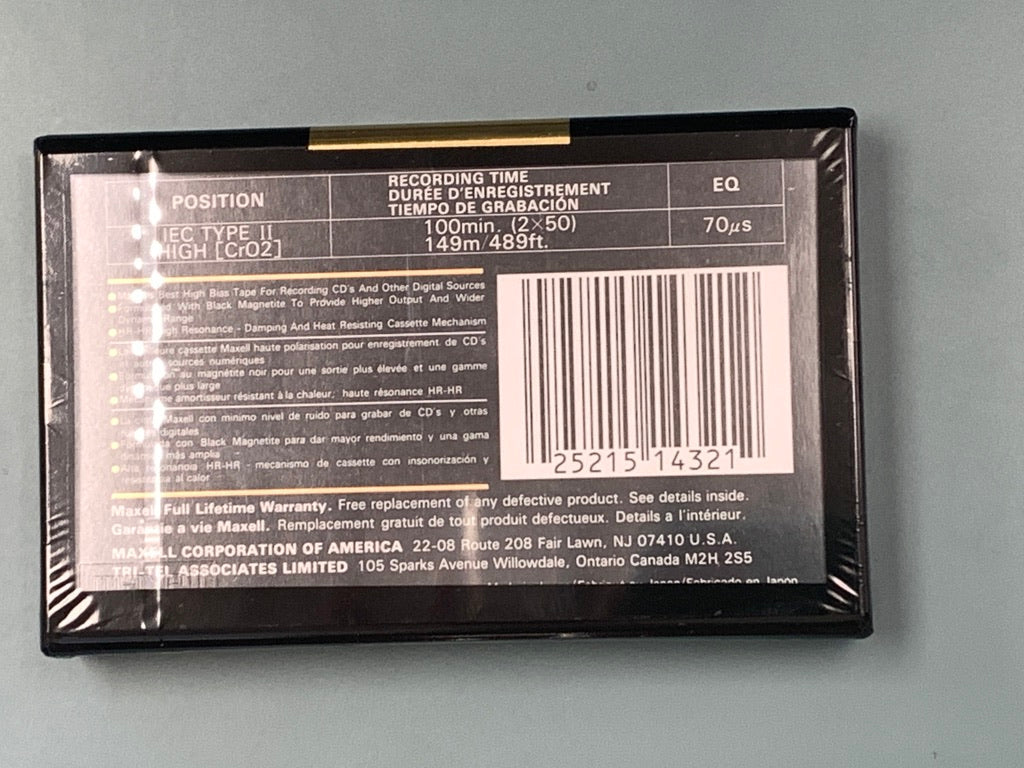 POSITION
RECORDING TIME
DURÉE D'ENREGISTREMENT
TIEMPO DE GRABACIÓN
EQ
IEC TYPE II
HIGH [CrO2]
100min. (2×50)
149m/489ft.
70μs
Best High Bias Tape For Recording CD's And Other Digital Sources
With Black Magnetite To Provide Higher Output And Wider
Range
Resonance - Damping And Heat Resisting Cassette Mechanism
cassette Maxell haute polarisation pour enregistrement de CD's
sources numériques
au magnétite noir pour une sortie plus élevée et une gamme
plus large
amortisseur résistant à la chaleur; haute résonance HR-HR
Maxell con minimo nivel de ruido para grabar de CD's y otras
digitales
con Black Magnetite para dar mayor rendimiento y una gama
más amplia
HR-HR - mecanismo de cassette con insonorización y
al calor
25215 14321
Maxell Full Lifetime Warranty. Free replacement of any defective product. See details inside.
Garantie a vie Maxell. Remplacement gratuit de tout produit defectueux. Details a l'intérieur.
MAXELL CORPORATION OF AMERICA 22-08 Route 208 Fair Lawn, NJ 07410 U.S.A.
TRI-TEL ASSOCIATES LIMITED 105 Sparks Avenue Willowdale, Ontario Canada M2H 2S5